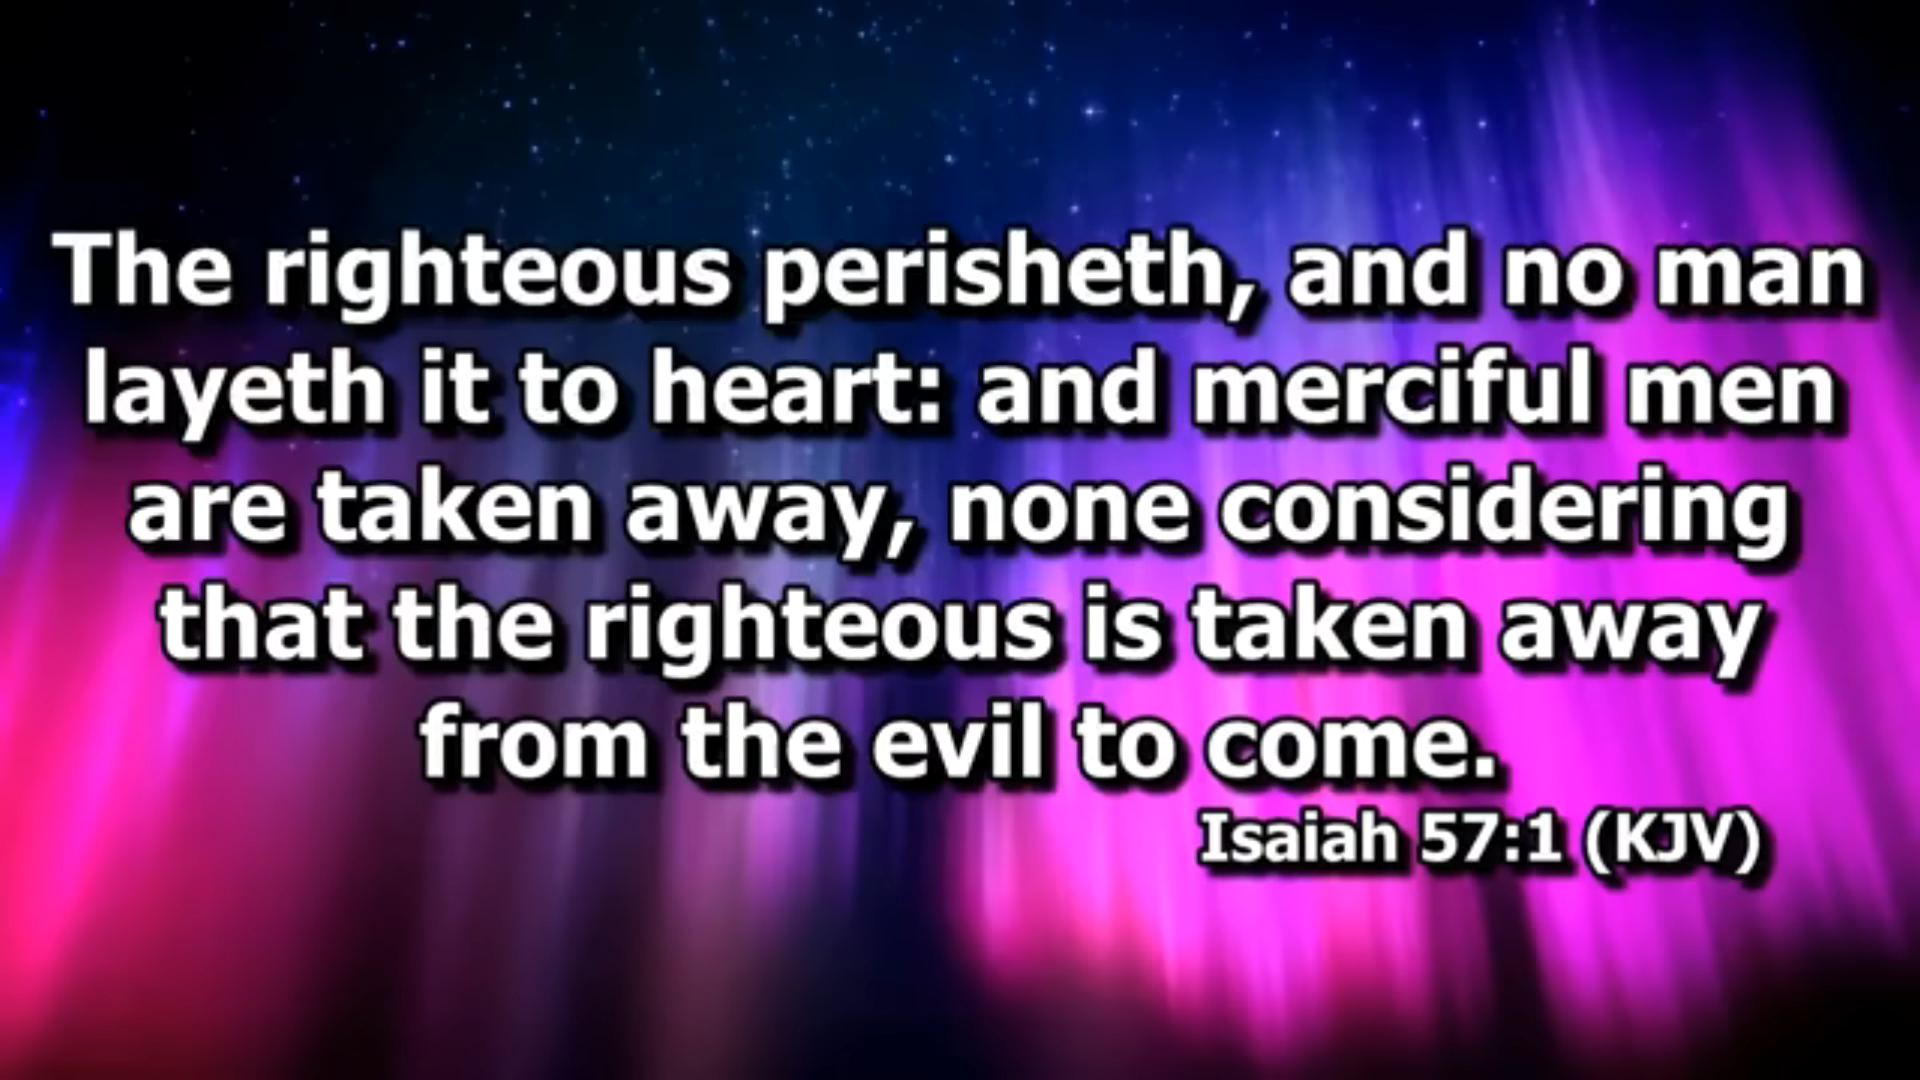 The righteous perisheth, and no man
layeth it to heart: and merciful men
are taken away, none considering
that the righteous is taken away
from the evil to come.
Isaiah 57:1 (KJV)